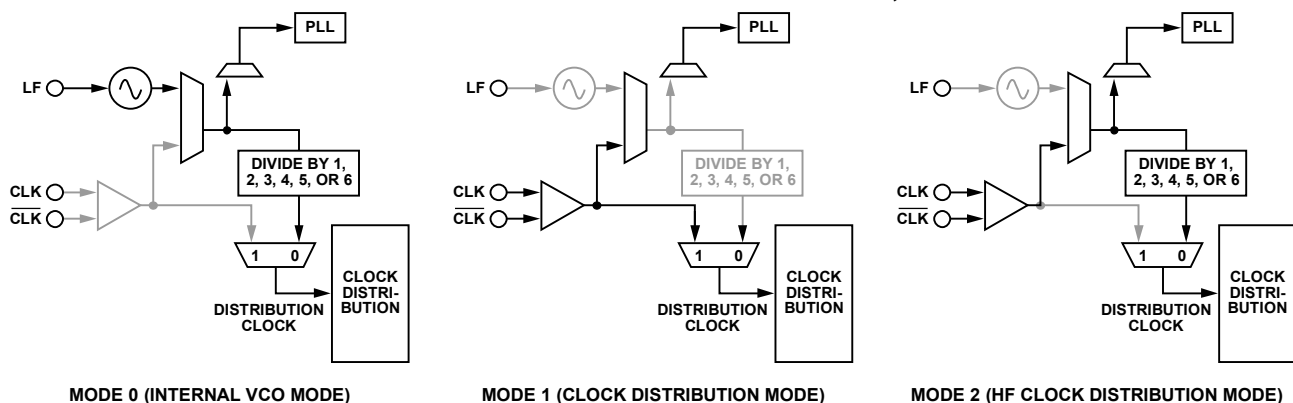 PLL
LF
DIVIDE BY 1,
2, 3, 4, 5, OR 6
CLK
CLK
1 0
CLOCK
DISTRI-
BUTION
DISTRIBUTION
CLOCK
MODE 0 (INTERNAL VCO MODE)
PLL
LF
DIVIDE BY 1,
2, 3, 4, 5, OR 6
CLK
CLK
1 0
CLOCK
DISTRI-
BUTION
DISTRIBUTION
CLOCK
MODE 1 (CLOCK DISTRIBUTION MODE)
PLL
LF
DIVIDE BY 1,
2, 3, 4, 5, OR 6
CLK
CLK
1 0
CLOCK
DISTRI-
BUTION
DISTRIBUTION
CLOCK
MODE 2 (HF CLOCK DISTRIBUTION MODE)